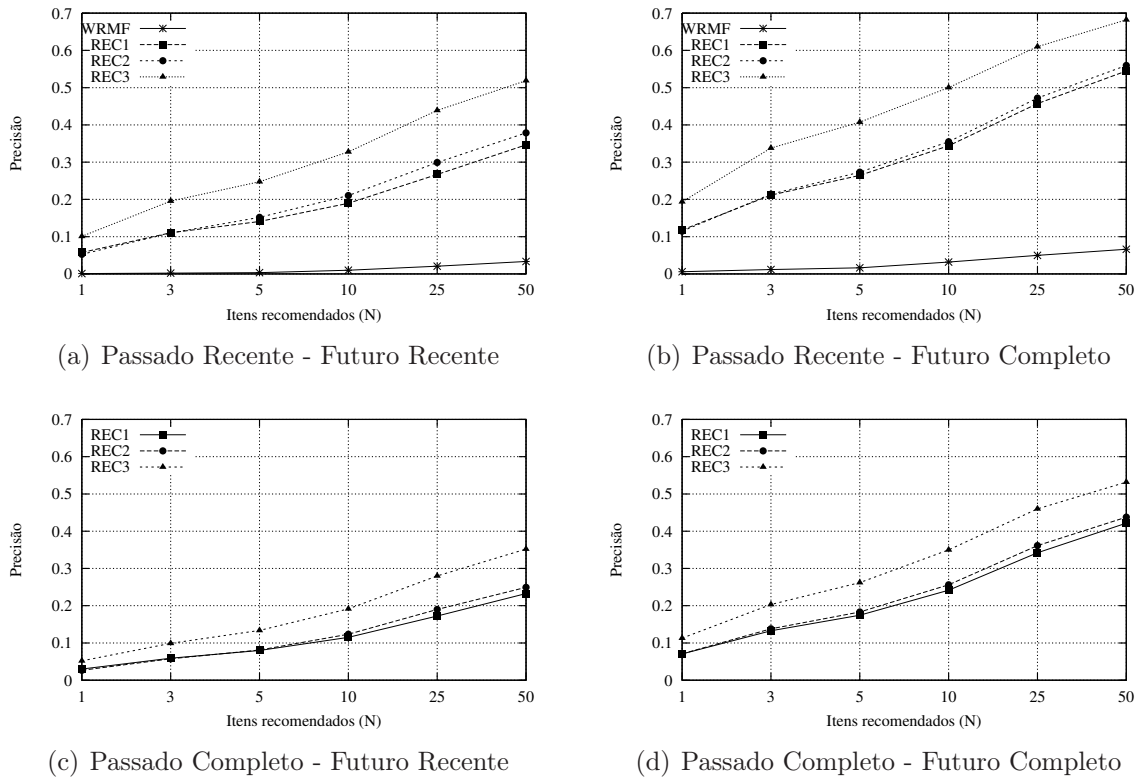 0.7
0.6
0.5
0.4
0.3
0.2
0.1
0
Precisão
WRMF
REC1
REC2
REC3
1 3 5 10 25 50
Itens recomendados (N)
(a) Passado Recente - Futuro Recente
0.7
0.6
0.5
0.4
0.3
0.2
0.1
0
Precisão
WRMF
REC1
REC2
REC3
1 3 5 10 25 50
Itens recomendados (N)
(b) Passado Recente - Futuro Completo
0.7
0.6
0.5
0.4
0.3
0.2
0.1
0
Precisão
REC1
REC2
REC3
1 3 5 10 25 50
Itens recomendados (N)
(c) Passado Completo - Futuro Recente
0.7
0.6
0.5
0.4
0.3
0.2
0.1
0
Precisão
REC1
REC2
REC3
1 3 5 10 25 50
Itens recomendados (N)
(d) Passado Completo - Futuro Completo